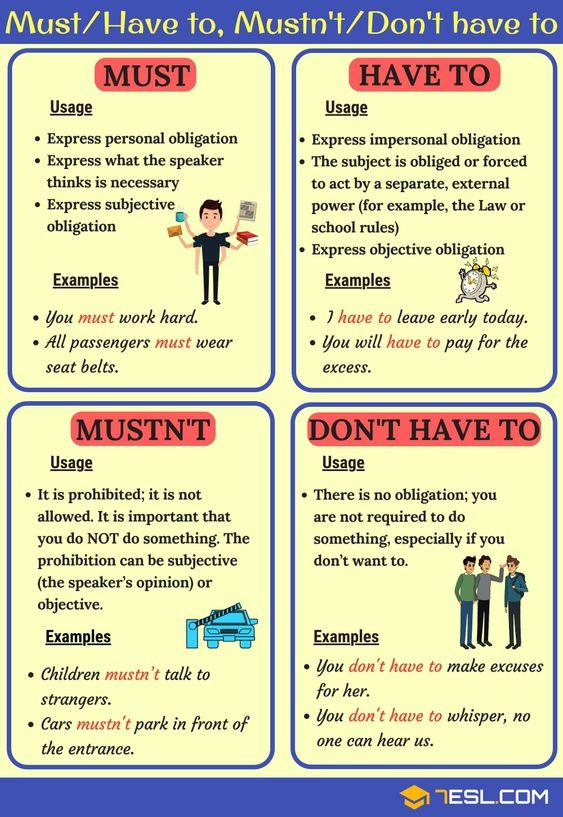 Must/Have to, Mustn't/Don't have to
MUST
Usage
• Express personal obligation
• Express what the speaker
thinks is necessary
• Express subjective
obligation
Examples
• You must work hard.
• All passengers must wear
seat belts.
HAVE TO
Usage
• Express impersonal obligation
• The subject is obliged or forced
to act by a separate, external
power (for example, the Law or
school rules)
• Express objective obligation
Examples
• I have to leave early today.
• You will have to pay for the
excess.
MUSTN'T
Usage
• It is prohibited; it is not
allowed. It is important that
you do NOT do something. The
prohibition can be subjective
(the speaker's opinion) or
objective.
Examples
• Children mustn't talk to
strangers.
• Cars mustn't park in front of
the entrance.
DON'T HAVE TO
Usage
• There is no obligation; you
are not required to do
something, especially if you
don't want to.
Examples
• You don't have to make excuses
for her.
• You don't have to whisper, no
one can hear us.
7ESL.COM